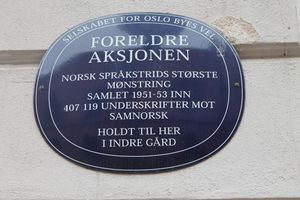 SELSKABET FOR OSLO BYES VEL
FORELDRE
AKSJONEN
NORSK SPRÅKSTRIDS STØRSTE
MØNSTRING
SAMLET 1951-53 INN
407 119 UNDERSKRIFTER MOT
SAMNORSK
HOLDT TIL HER
I INDRE GÅRD